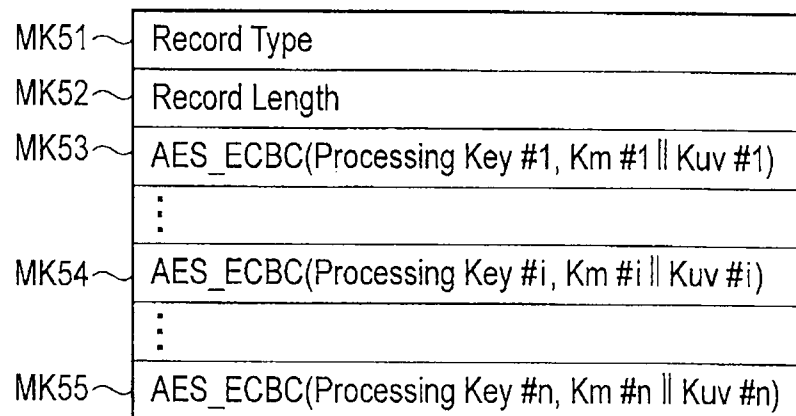 MK51 Record Type
MK52 Record Length
MK53 AES_ECBC(Processing Key #1, Km #1 || Kuv #1)
⋮
MK54 AES_ECBC(Processing Key #i, Km #i || Kuv #i)
⋮
MK55 AES_ECBC(Processing Key #n, Km #n || Kuv #n)